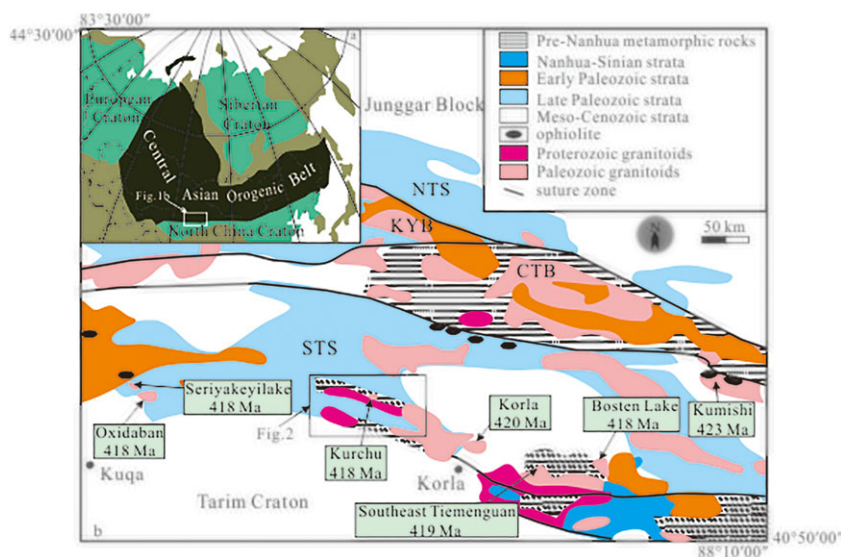 83°30′00″
44°30′00″
a
European
Craton
Siberian
Craton
Central
Asian
Orogenic
Belt
Fig.1b
North China Craton
Junggar Block
Pre-Nanhua metamorphic rocks
Nanhua-Sinian strata
Early Paleozoic strata
Late Paleozoic strata
Meso-Cenozoic strata
ophiolite
Proterozoic granitoids
Paleozoic granitoids
suture zone
N
50 km
NTS
KYB
CTB
STS
Seriyakeyilake
418 Ma
Oxidaban
418 Ma
Kuqa
Fig.2
Kurchu
418 Ma
Korla
420 Ma
Bosten Lake
418 Ma
Kumishi
423 Ma
Korla
Tarim Craton
Southeast Tiemenguan
419 Ma
b
40°50′00″
88°10′00″